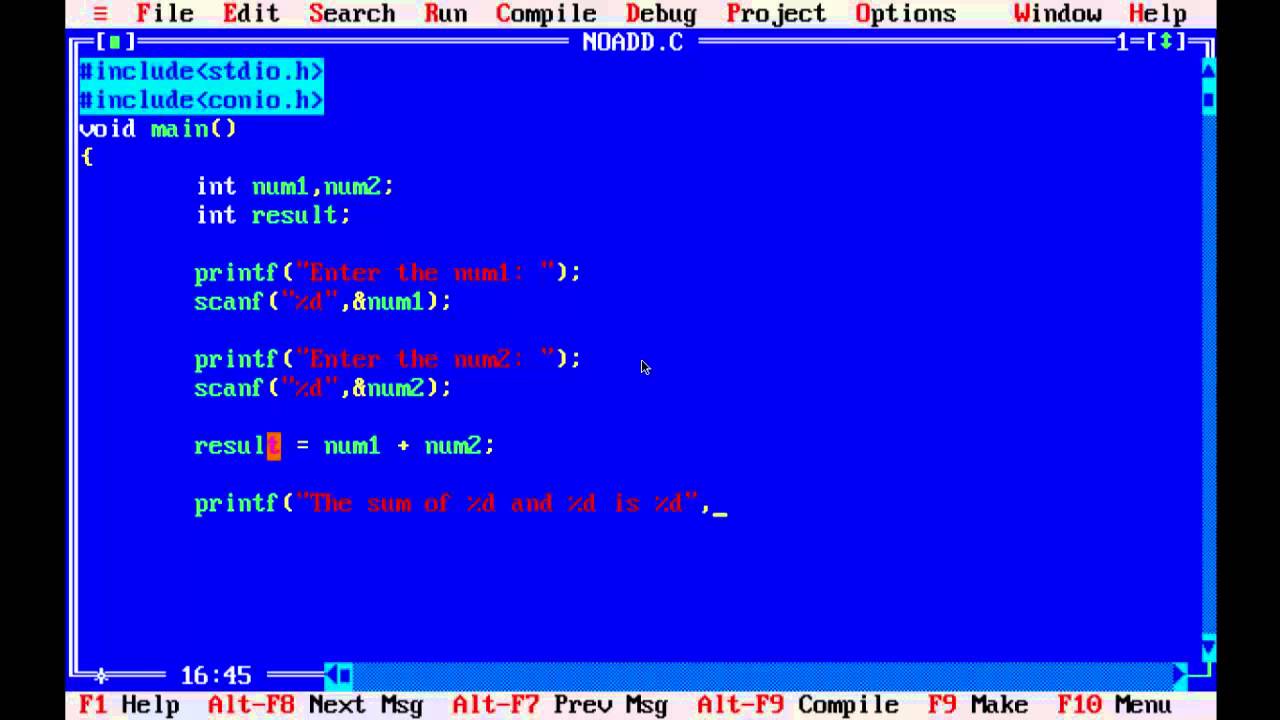 ≡ File Edit Search Run Compile Debug Project Options Window Help
[■] NOADD.C 1=[↕]
#include<stdio.h>
#include<conio.h>
void main()
{
int num1,num2;
int result;
printf("Enter the num1: ");
scanf("%d",&num1);
printf("Enter the num2: ");
scanf("%d",&num2);
result = num1 + num2;
printf("The sum of %d and %d is %d",_
16:45
F1 Help Alt-F8 Next Msg Alt-F7 Prev Msg Alt-F9 Compile F9 Make F10 Menu